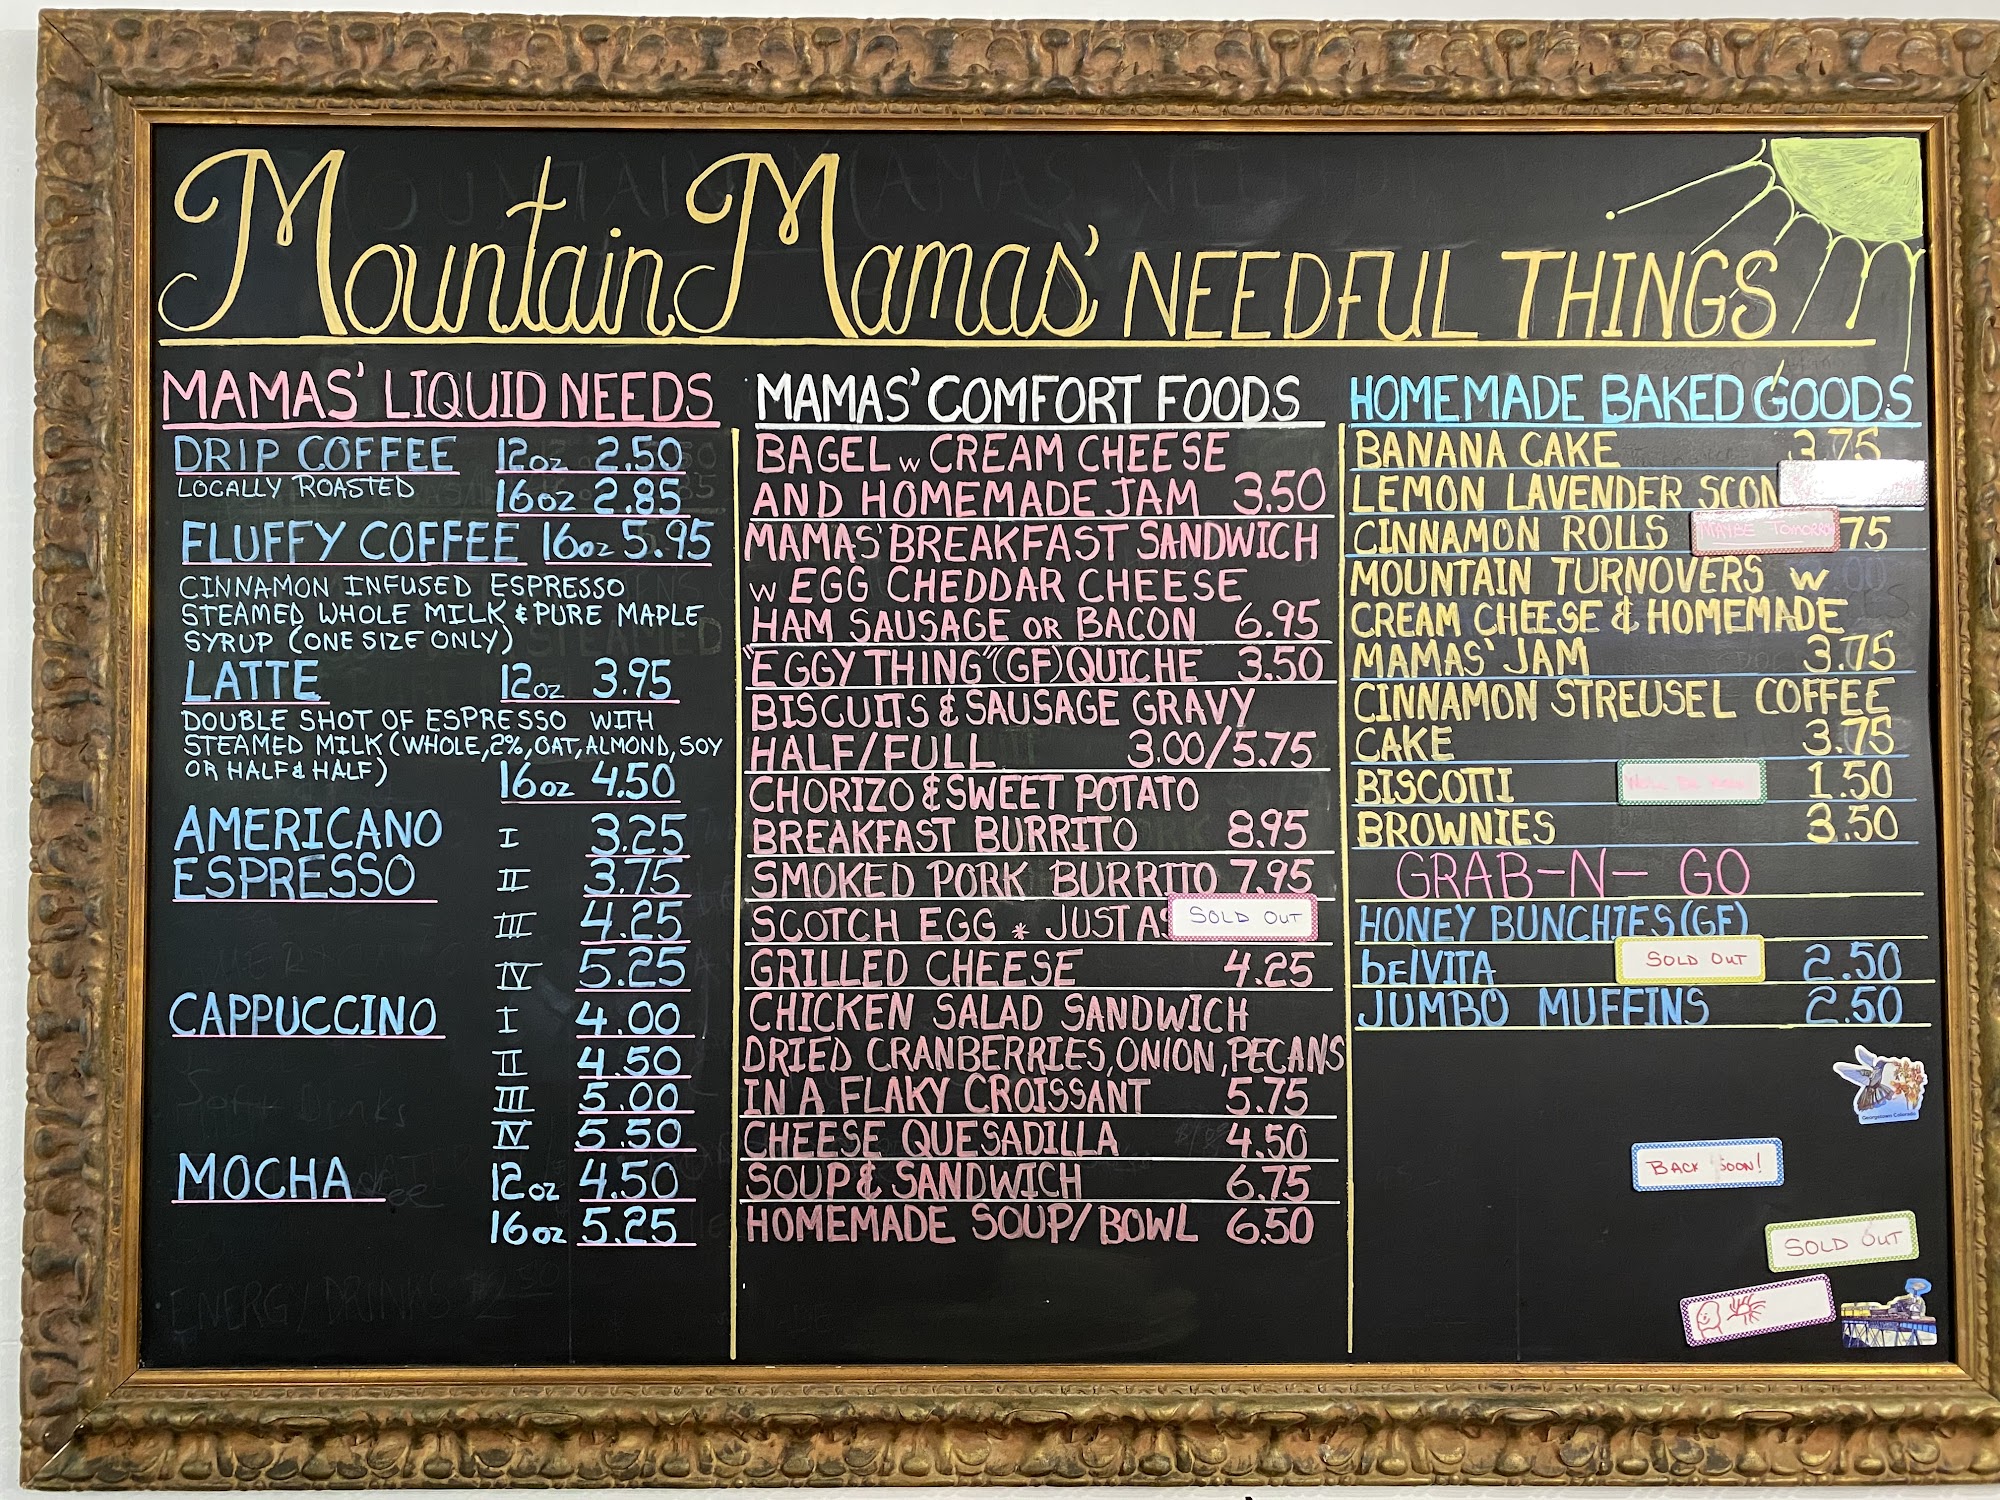 Mountain Mamas' NEEDFUL THINGS
MAMAS' LIQUID NEEDS
DRIP COFFEE 12oz 2.50
LOCALLY ROASTED 16oz 2.85
FLUFFY COFFEE 16oz 5.95
CINNAMON INFUSED ESPRESSO
STEAMED WHOLE MILK & PURE MAPLE
SYRUP (ONE SIZE ONLY)
LATTE 12oz 3.95
DOUBLE SHOT OF ESPRESSO WITH
STEAMED MILK (WHOLE, 2%, OAT, ALMOND, SOY
OR HALF & HALF)
16oz 4.50
AMERICANO I 3.25
ESPRESSO II 3.75
III 4.25
IV 5.25
CAPPUCCINO I 4.00
II 4.50
III 5.00
IV 5.50
MOCHA 12oz 4.50
16oz 5.25
ENERGY DRINKS
MAMAS' COMFORT FOODS
BAGEL w CREAM CHEESE
AND HOMEMADE JAM 3.50
MAMAS' BREAKFAST SANDWICH
w EGG CHEDDAR CHEESE
HAM SAUSAGE OR BACON 6.95
"EGGY THING" (GF) QUICHE 3.50
BISCUITS & SAUSAGE GRAVY
HALF/FULL 3.00/5.75
CHORIZO & SWEET POTATO
BREAKFAST BURRITO 8.95
SMOKED PORK BURRITO 7.95
SCOTCH EGG * JUST AS SOLD OUT
GRILLED CHEESE 4.25
CHICKEN SALAD SANDWICH
DRIED CRANBERRIES, ONION, PECANS
IN A FLAKY CROISSANT 5.75
CHEESE QUESADILLA 4.50
SOUP & SANDWICH 6.75
HOMEMADE SOUP/BOWL 6.50
HOMEMADE BAKED GOODS
BANANA CAKE 3.75
LEMON LAVENDER SCON
CINNAMON ROLLS MAYBE TOMORROW 75
MOUNTAIN TURNOVERS w
CREAM CHEESE & HOMEMADE
MAMAS' JAM 3.75
CINNAMON STREUSEL COFFEE
CAKE 3.75
BISCOTTI 1.50
BROWNIES 3.50
GRAB-N-GO
HONEY BUNCHIES (GF)
belVITA SOLD OUT 2.50
JUMBO MUFFINS 2.50
Georgetown Colorado
BACK SOON!
SOLD OUT